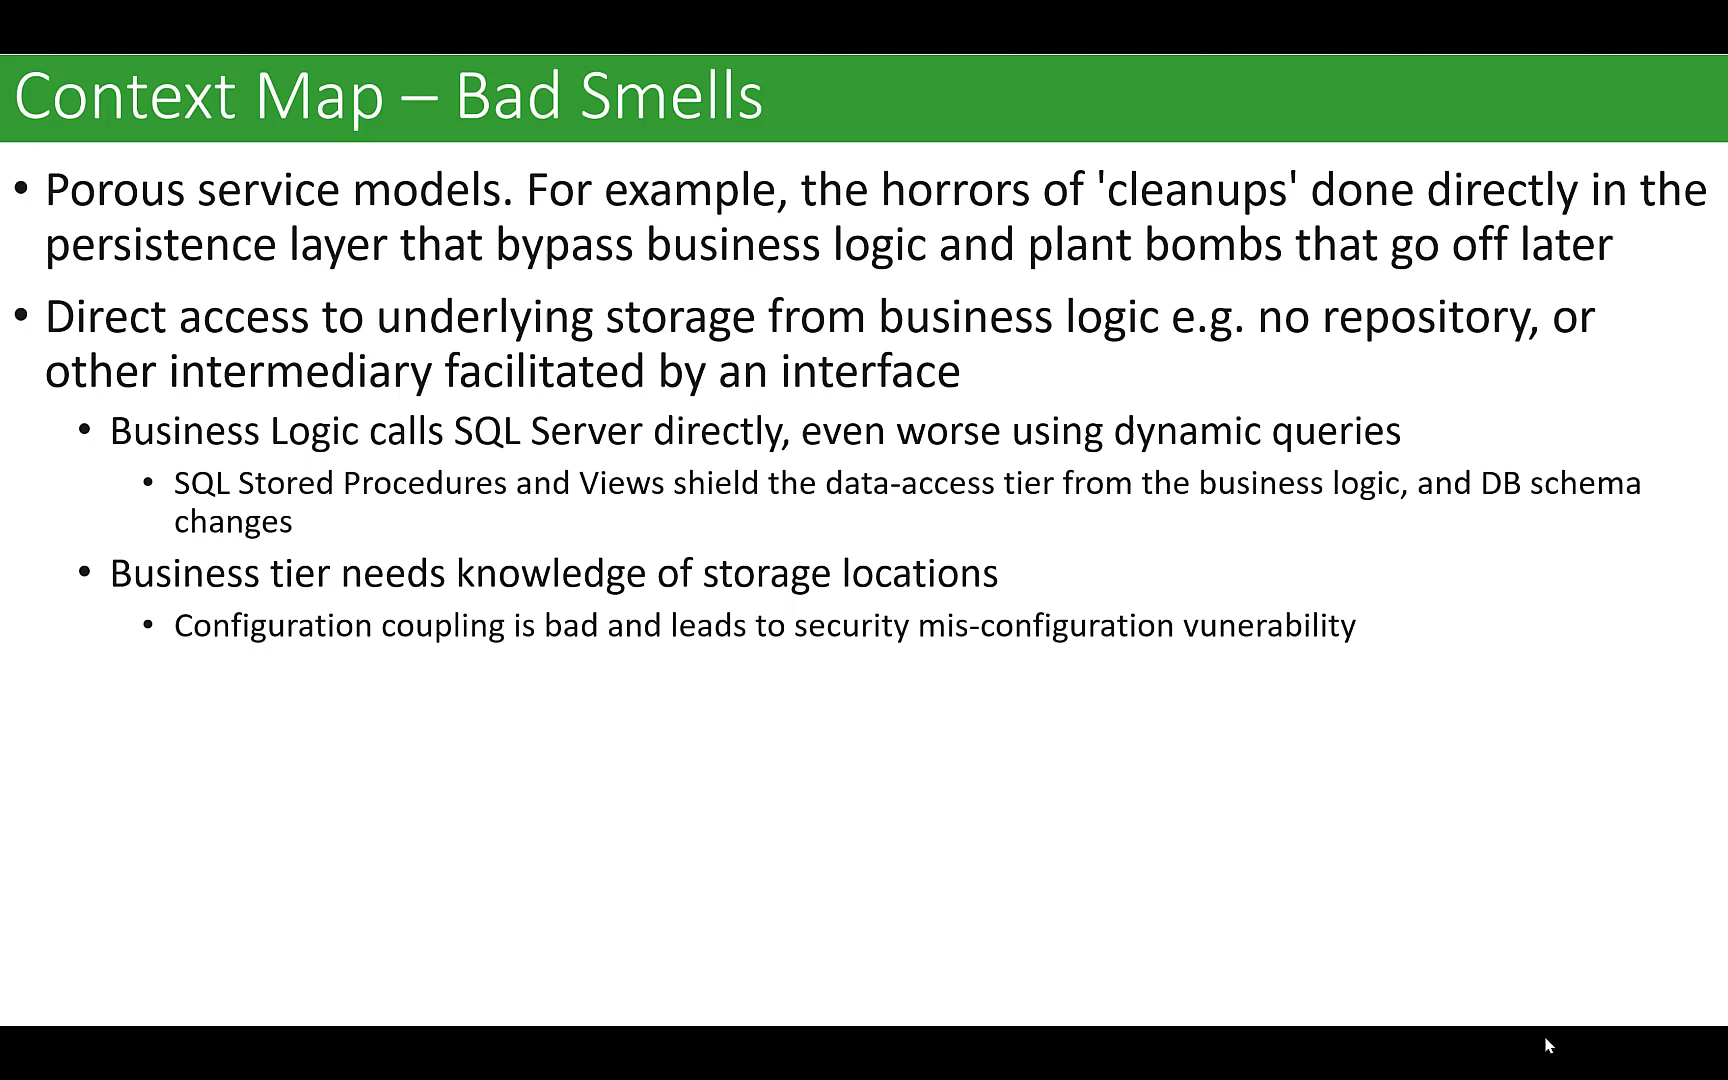 Context Map – Bad Smells
• Porous service models. For example, the horrors of 'cleanups' done directly in the
persistence layer that bypass business logic and plant bombs that go off later
• Direct access to underlying storage from business logic e.g. no repository, or
other intermediary facilitated by an interface
• Business Logic calls SQL Server directly, even worse using dynamic queries
• SQL Stored Procedures and Views shield the data-access tier from the business logic, and DB schema
changes
• Business tier needs knowledge of storage locations
• Configuration coupling is bad and leads to security mis-configuration vunerability